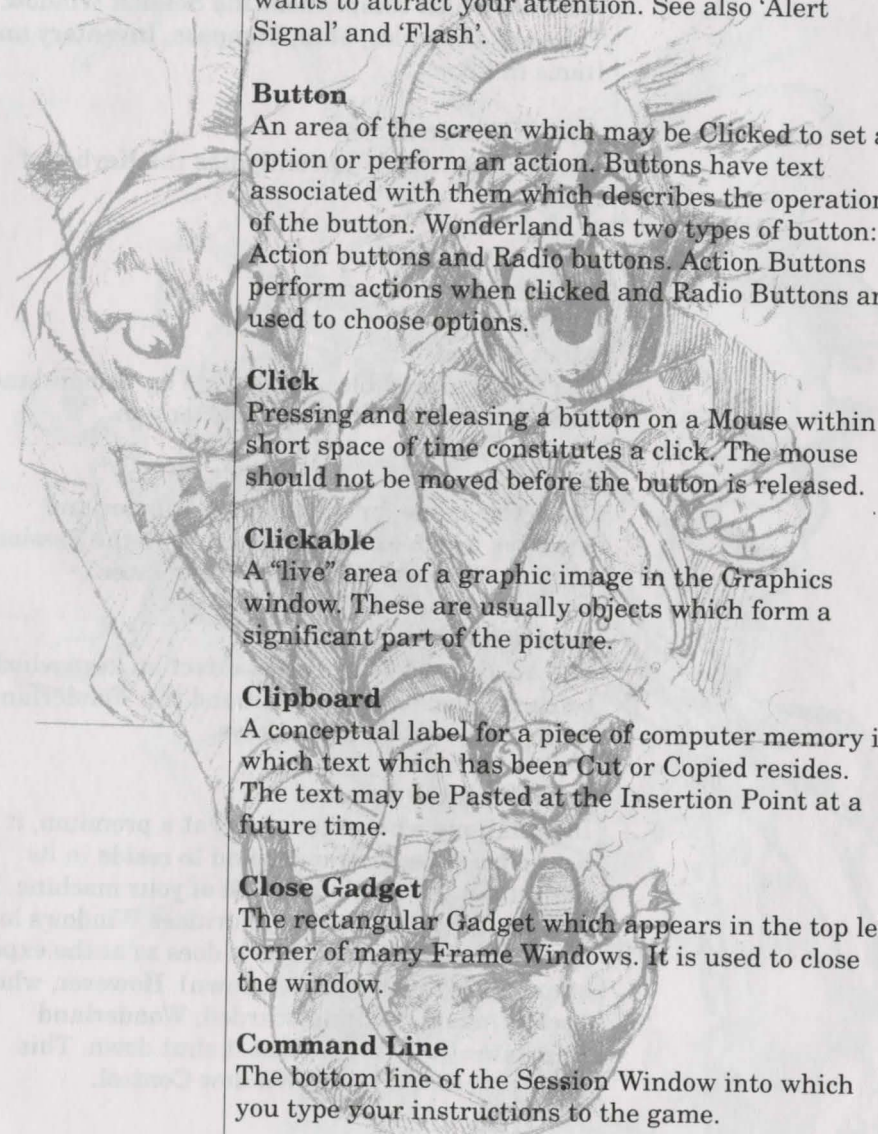 wants to attract your attention. See also ‘Alert
Signal’ and ‘Flash’.
Button
An area of the screen which may be Clicked to set a
option or perform an action. Buttons have text
associated with them which describes the operation
of the button. Wonderland has two types of button:
Action buttons and Radio buttons. Action Buttons
perform actions when clicked and Radio Buttons ar
used to choose options.
Click
Pressing and releasing a button on a Mouse within
short space of time constitutes a click. The mouse
should not be moved before the button is released.
Clickable
A “live” area of a graphic image in the Graphics
window. These are usually objects which form a
significant part of the picture.
Clipboard
A conceptual label for a piece of computer memory i
which text which has been Cut or Copied resides.
The text may be Pasted at the Insertion Point at a
future time.
Close Gadget
The rectangular Gadget which appears in the top le
corner of many Frame Windows. It is used to close
the window.
Command Line
The bottom line of the Session Window into which
you type your instructions to the game.